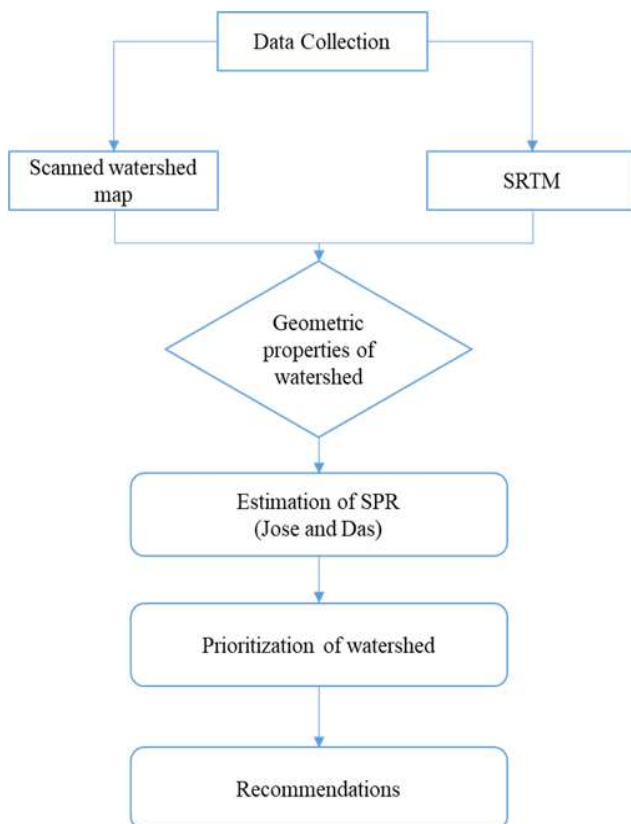 Data Collection
Scanned watershed
map
SRTM
Geometric
properties of
watershed
Estimation of SPR
(Jose and Das)
Prioritization of watershed
Recommendations